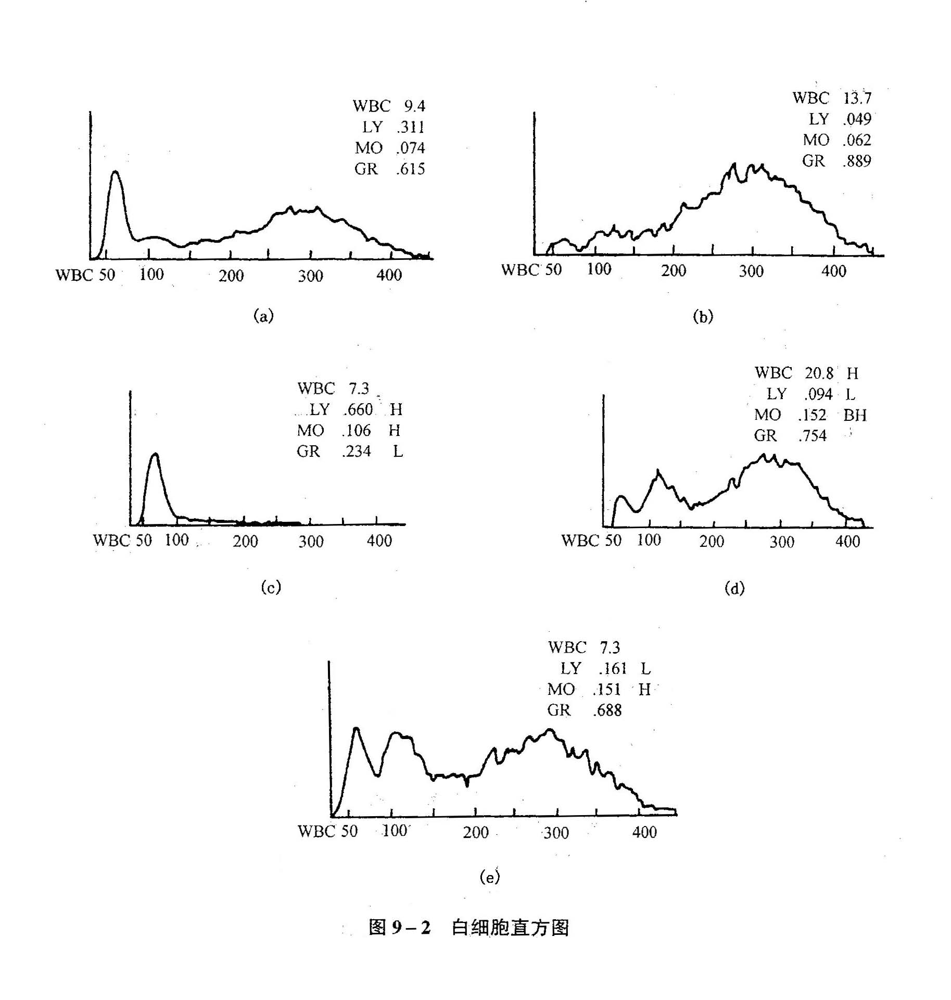 WBC 9.4
LY .311
MO .074
GR .615
WBC 50 100 200 300 400
(a)
WBC 13.7
LY .049
MO .062
GR .889
WBC 50 100 200 300 400
(b)
WBC 7.3
LY .660 H
MO .106 H
GR .234 L
WBC 50 100 200 300 400
(c)
WBC 20.8 H
LY .094 L
MO .152 BH
GR .754
WBC 50 100 200 300 400
(d)
WBC 7.3
LY .161 L
MO .151 H
GR .688
WBC 50 100 200 300 400
(e)
图 9-2 白细胞直方图